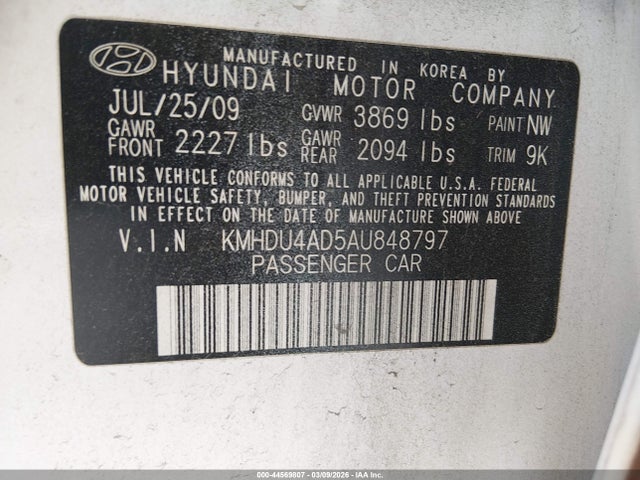 MANUFACTURED IN KOREA BY
HYUNDAI MOTOR COMPANY
JUL/25/09 GVWR 3869 lbs PAINT NW
GAWR FRONT 2227 lbs GAWR REAR 2094 lbs TRIM 9K
THIS VEHICLE CONFORMS TO ALL APPLICABLE U.S.A. FEDERAL
MOTOR VEHICLE SAFETY, BUMPER, AND THEFT PREVENTION STANDARDS
IN EFFECT ON THE DATE OF MANUFACTURE SHOWN ABOVE
V.I.N KMHDU4AD5AU848797
PASSENGER CAR
000-44569807 - 03/09/2026 - IAA Inc.